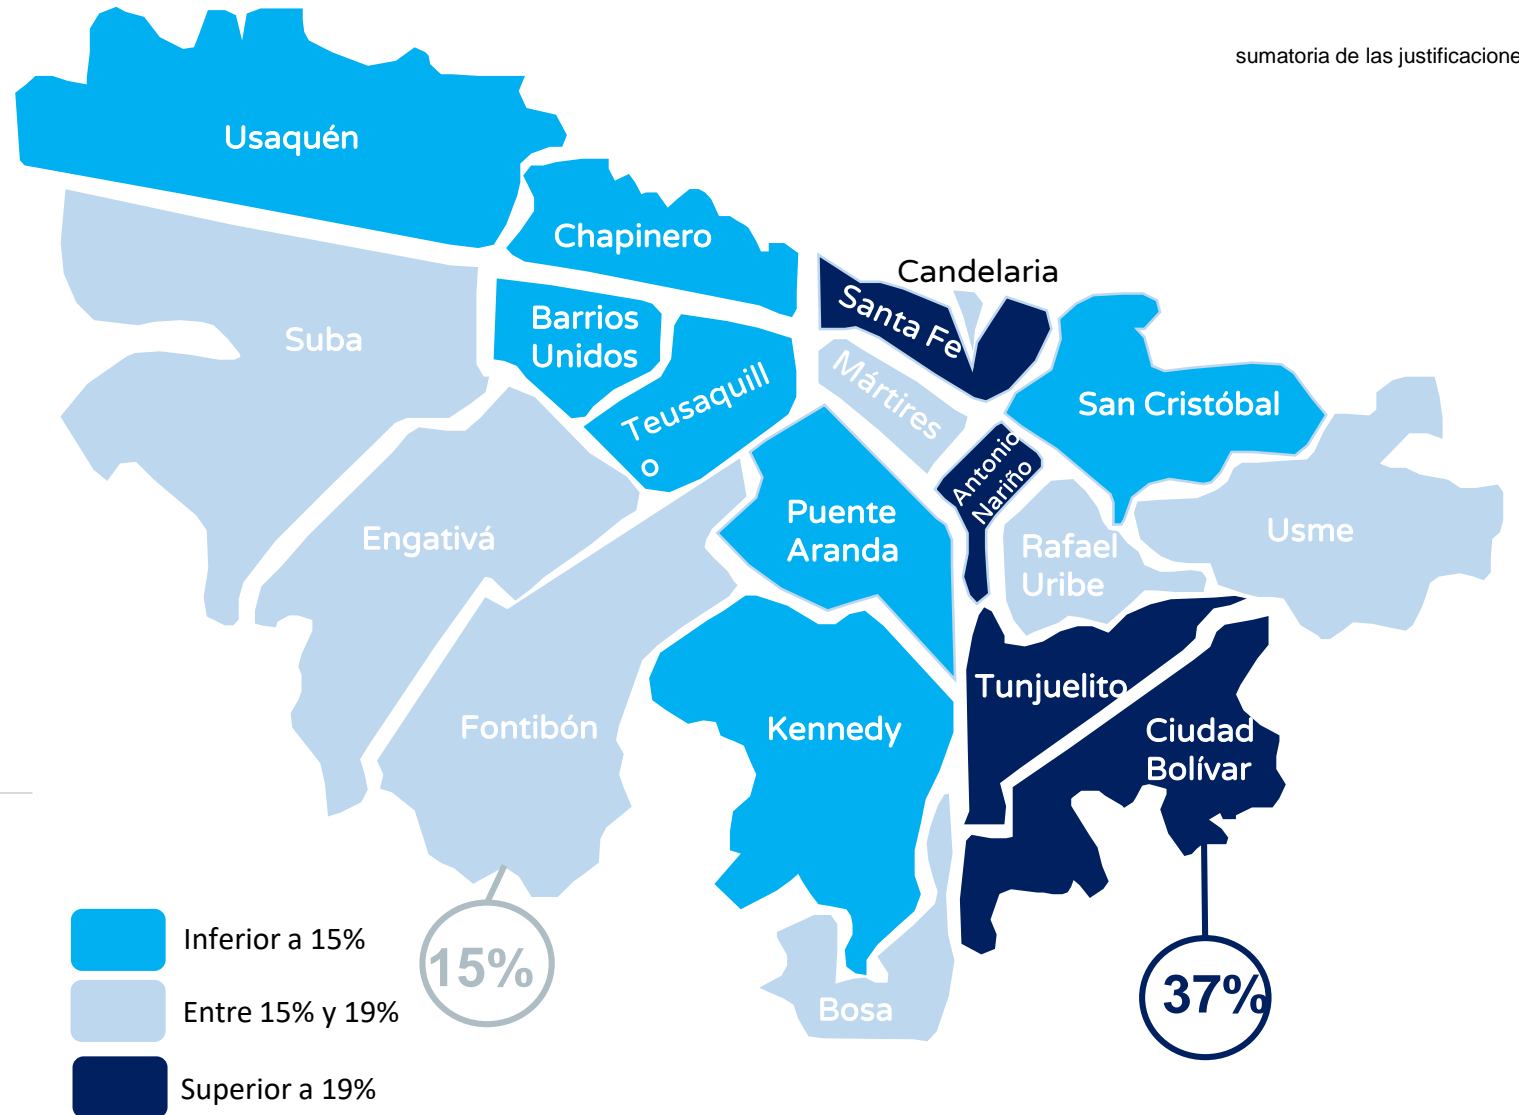 sumatoria de las justificacione
Usaquén
Chapinero
Candelaria
Santa Fe
Suba
Barrios
Unidos
Teusaquill
o
Mártires
San Cristóbal
Antonio
Nariño
Puente
Aranda
Engativá
Rafael
Uribe
Usme
Tunjuelito
Fontibón
Kennedy
Ciudad
Bolívar
Inferior a 15%
15%
37%
Entre 15% y 19%
Bosa
Superior a 19%